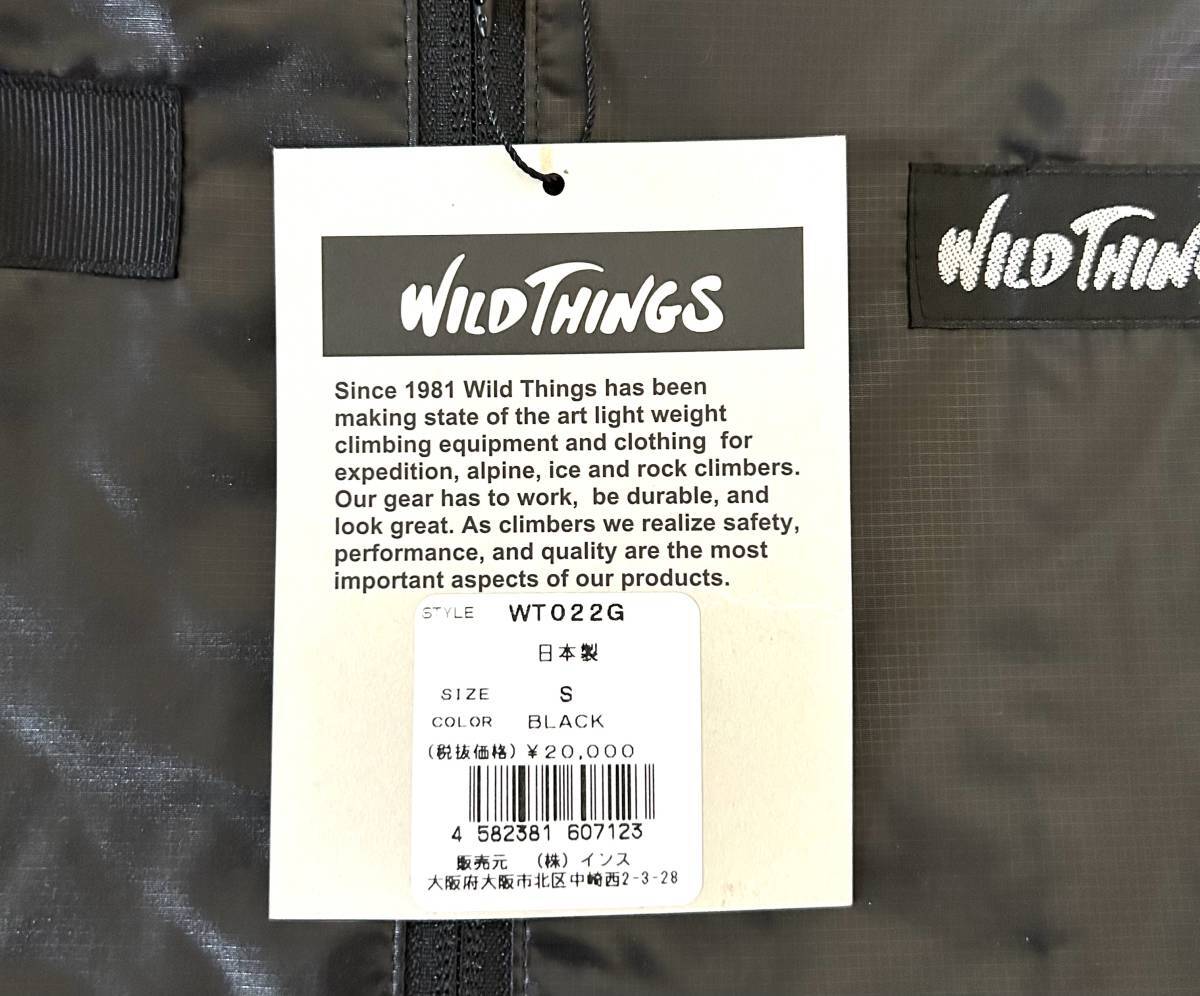 WILD THINGS
WILD THIN
Since 1981 Wild Things has been
making state of the art light weight
climbing equipment and clothing for
expedition, alpine, ice and rock climbers.
Our gear has to work, be durable, and
look great. As climbers we realize safety,
performance, and quality are the most
important aspects of our products.
STYLE WT022G
日本製
SIZE S
COLOR BLACK
(税抜価格) ¥20,000
4 582381 607123
販売元 (株) インス
大阪府大阪市北区中崎西2-3-28